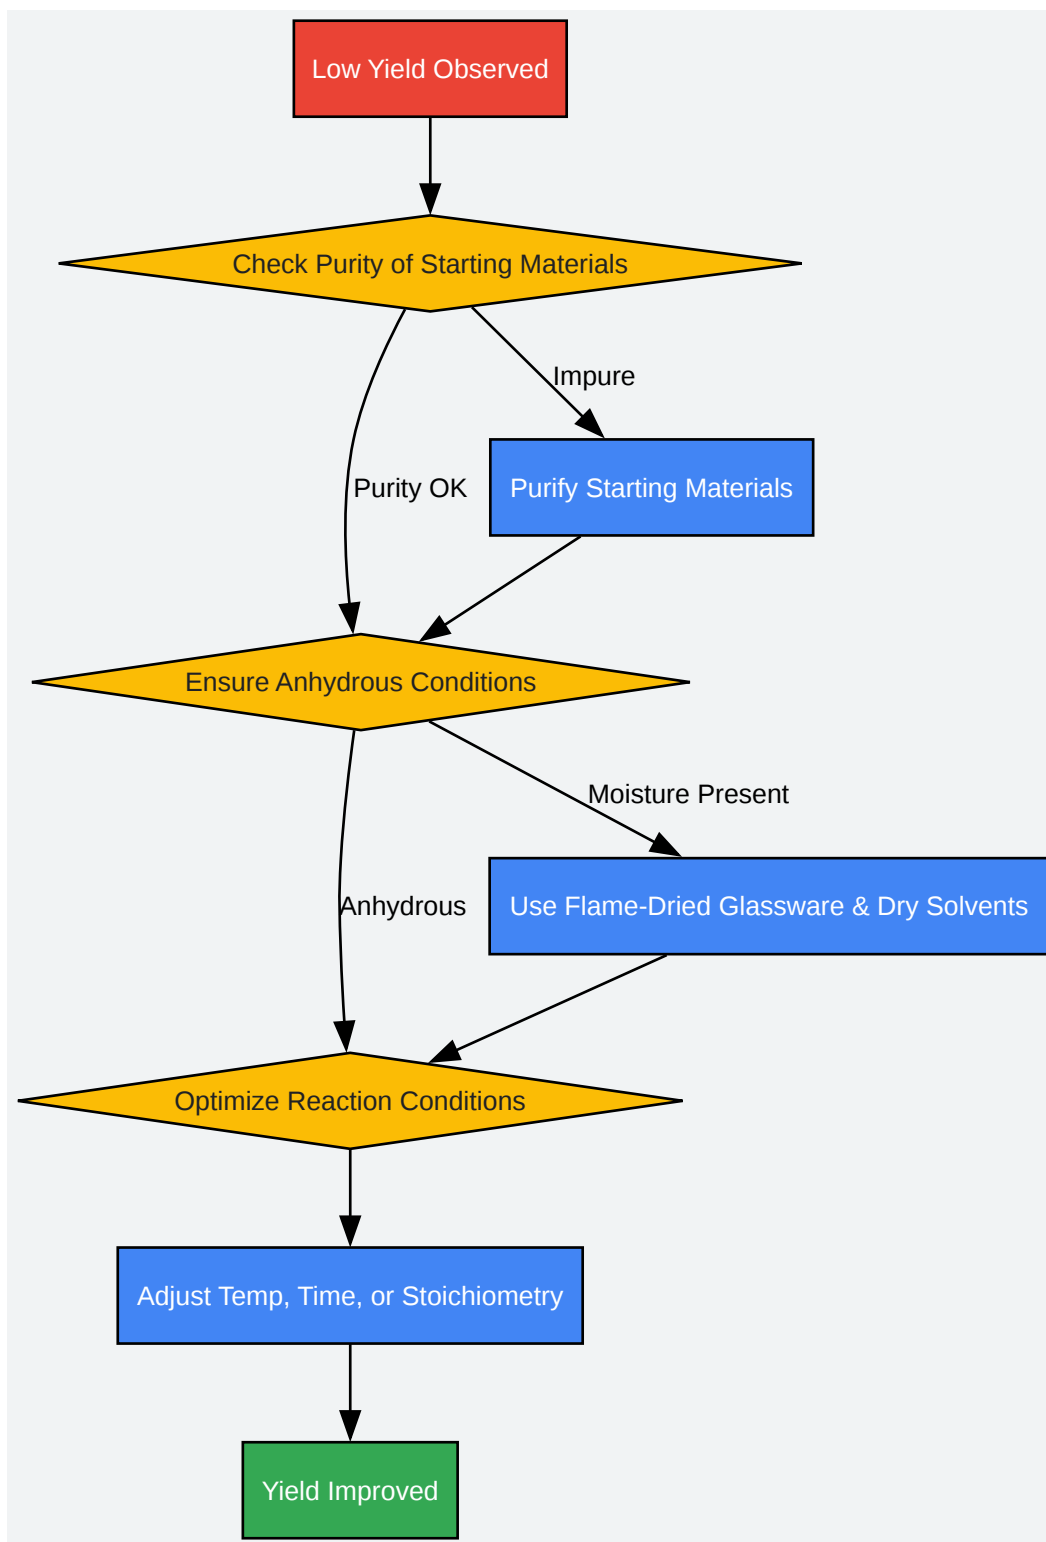 Low Yield Observed
Check Purity of Starting Materials
Impure
Purity OK
Purify Starting Materials
Ensure Anhydrous Conditions
Moisture Present
Anhydrous
Use Flame-Dried Glassware & Dry Solvents
Optimize Reaction Conditions
Adjust Temp, Time, or Stoichiometry
Yield Improved